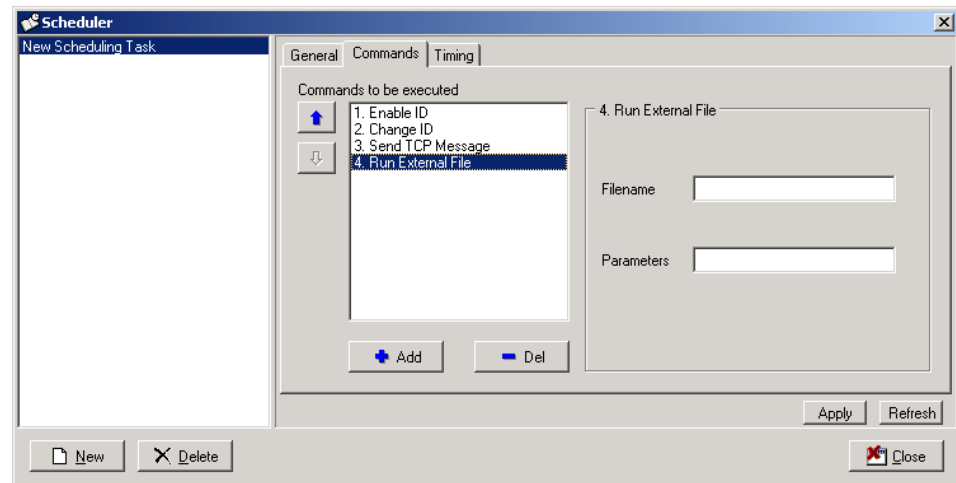 Scheduler
New Scheduling Task
General Commands Timing
Commands to be executed
1. Enable ID
2. Change ID
3. Send TCP Message
4. Run External File
Add
Del
4. Run External File
Filename
Parameters
Apply
Refresh
New
Delete
Close